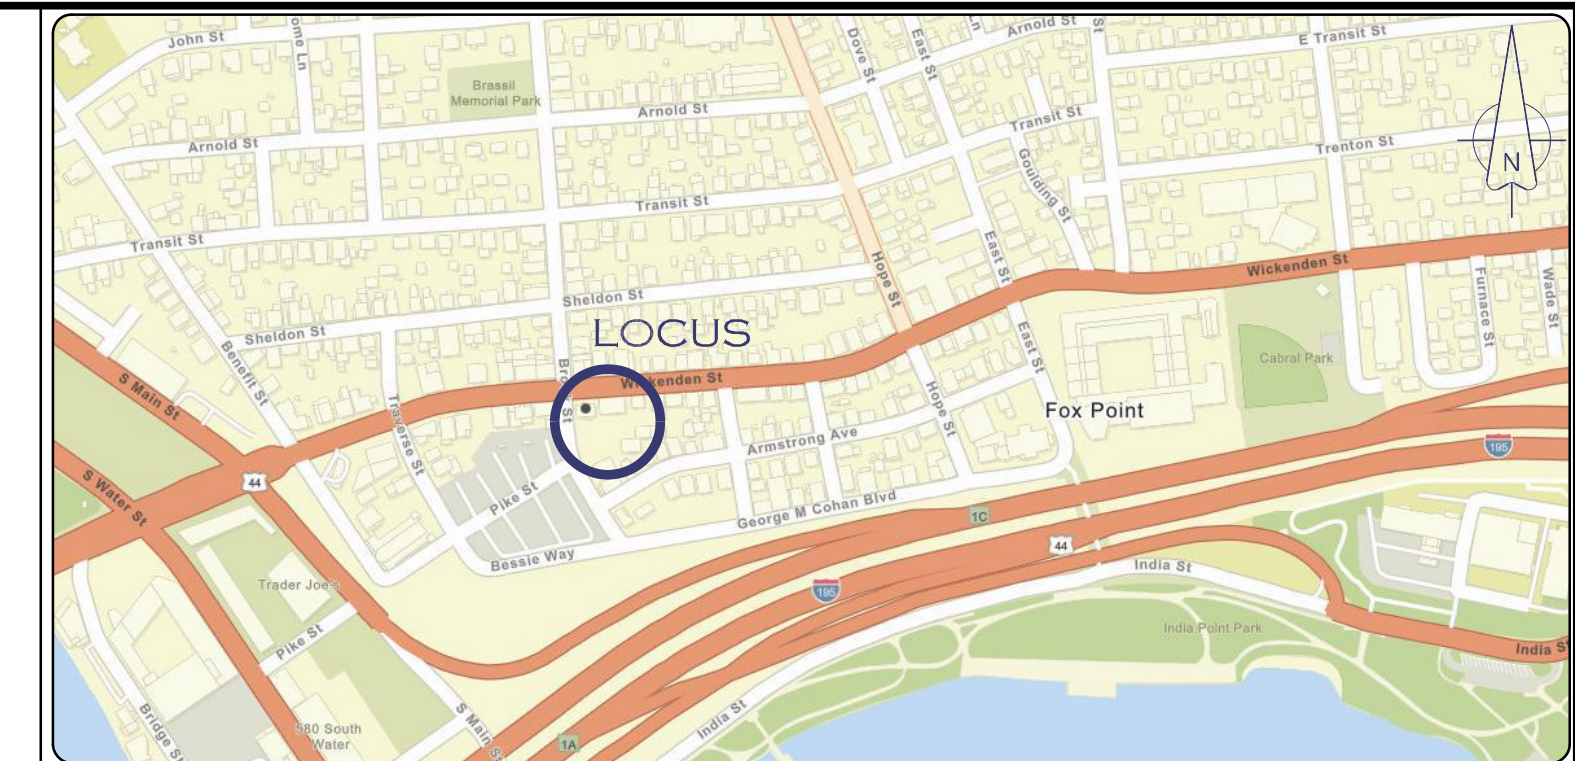 John St
ome Ln
Dove St
East St
Ln
Arnold St
St
E Transit St
Brassil
Memorial Park
Arnold St
Arnold St
Transit St
Trenton St
N
Goulding St
Transit St
Transit St
East St
Hope St
Wickenden St
Furnace St
Wade St
Sheldon St
Sheldon St
LOCUS
Benefit St
East St
Cabral Park
S Main St
Wickenden St
Traverse St
Hope St
Fox Point
Armstrong Ave
195
44
S Water St
Pike St
George M Cohan Blvd
1C
44
Bessie Way
India St
Trader Joe's
195
Pike St
India Point Park
India St
Bridge St
S Main St
India St
580 South
Water
1A